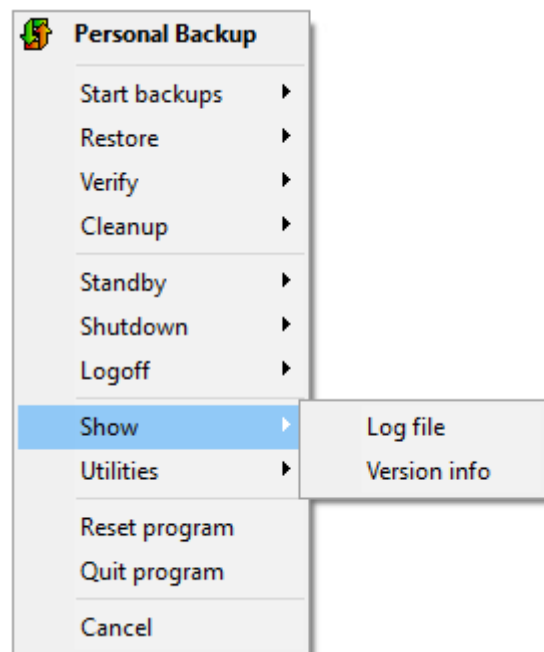 Personal Backup
Start backups
Restore
Verify
Cleanup
Standby
Shutdown
Logoff
Show
Log file
Utilities
Version info
Reset program
Quit program
Cancel